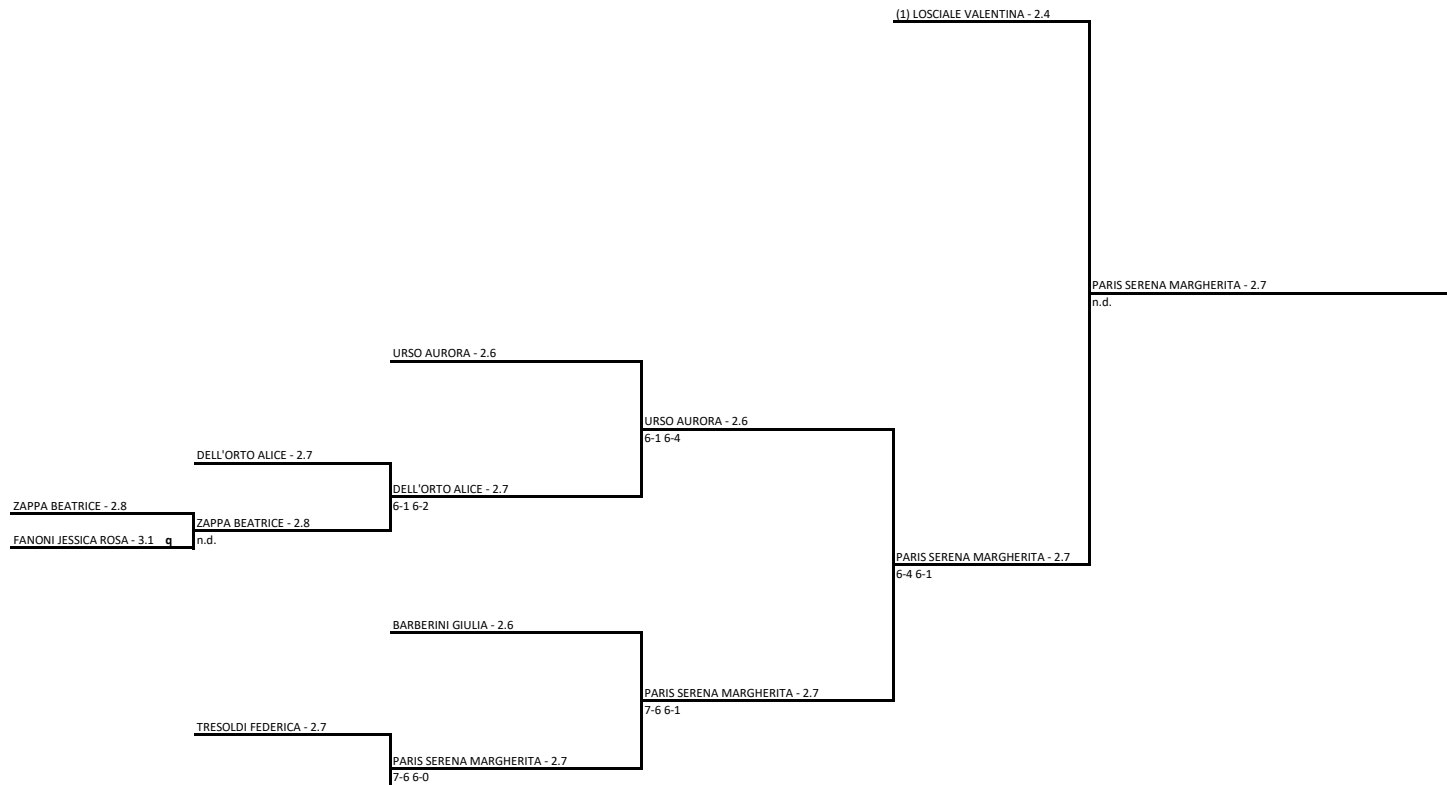 (1) LOSCIALE VALENTINA - 2.4
PARIS SERENA MARGHERITA - 2.7
n.d.
URSO AURORA - 2.6
URSO AURORA - 2.6
6-1 6-4
DELL'ORTO ALICE - 2.7
DELL'ORTO ALICE - 2.7
6-1 6-2
ZAPPA BEATRICE - 2.8
ZAPPA BEATRICE - 2.8
FANONI JESSICA ROSA - 3.1 q
n.d.
PARIS SERENA MARGHERITA - 2.7
6-4 6-1
BARBERINI GIULIA - 2.6
PARIS SERENA MARGHERITA - 2.7
7-6 6-1
TRESOLDI FEDERICA - 2.7
PARIS SERENA MARGHERITA - 2.7
7-6 6-0